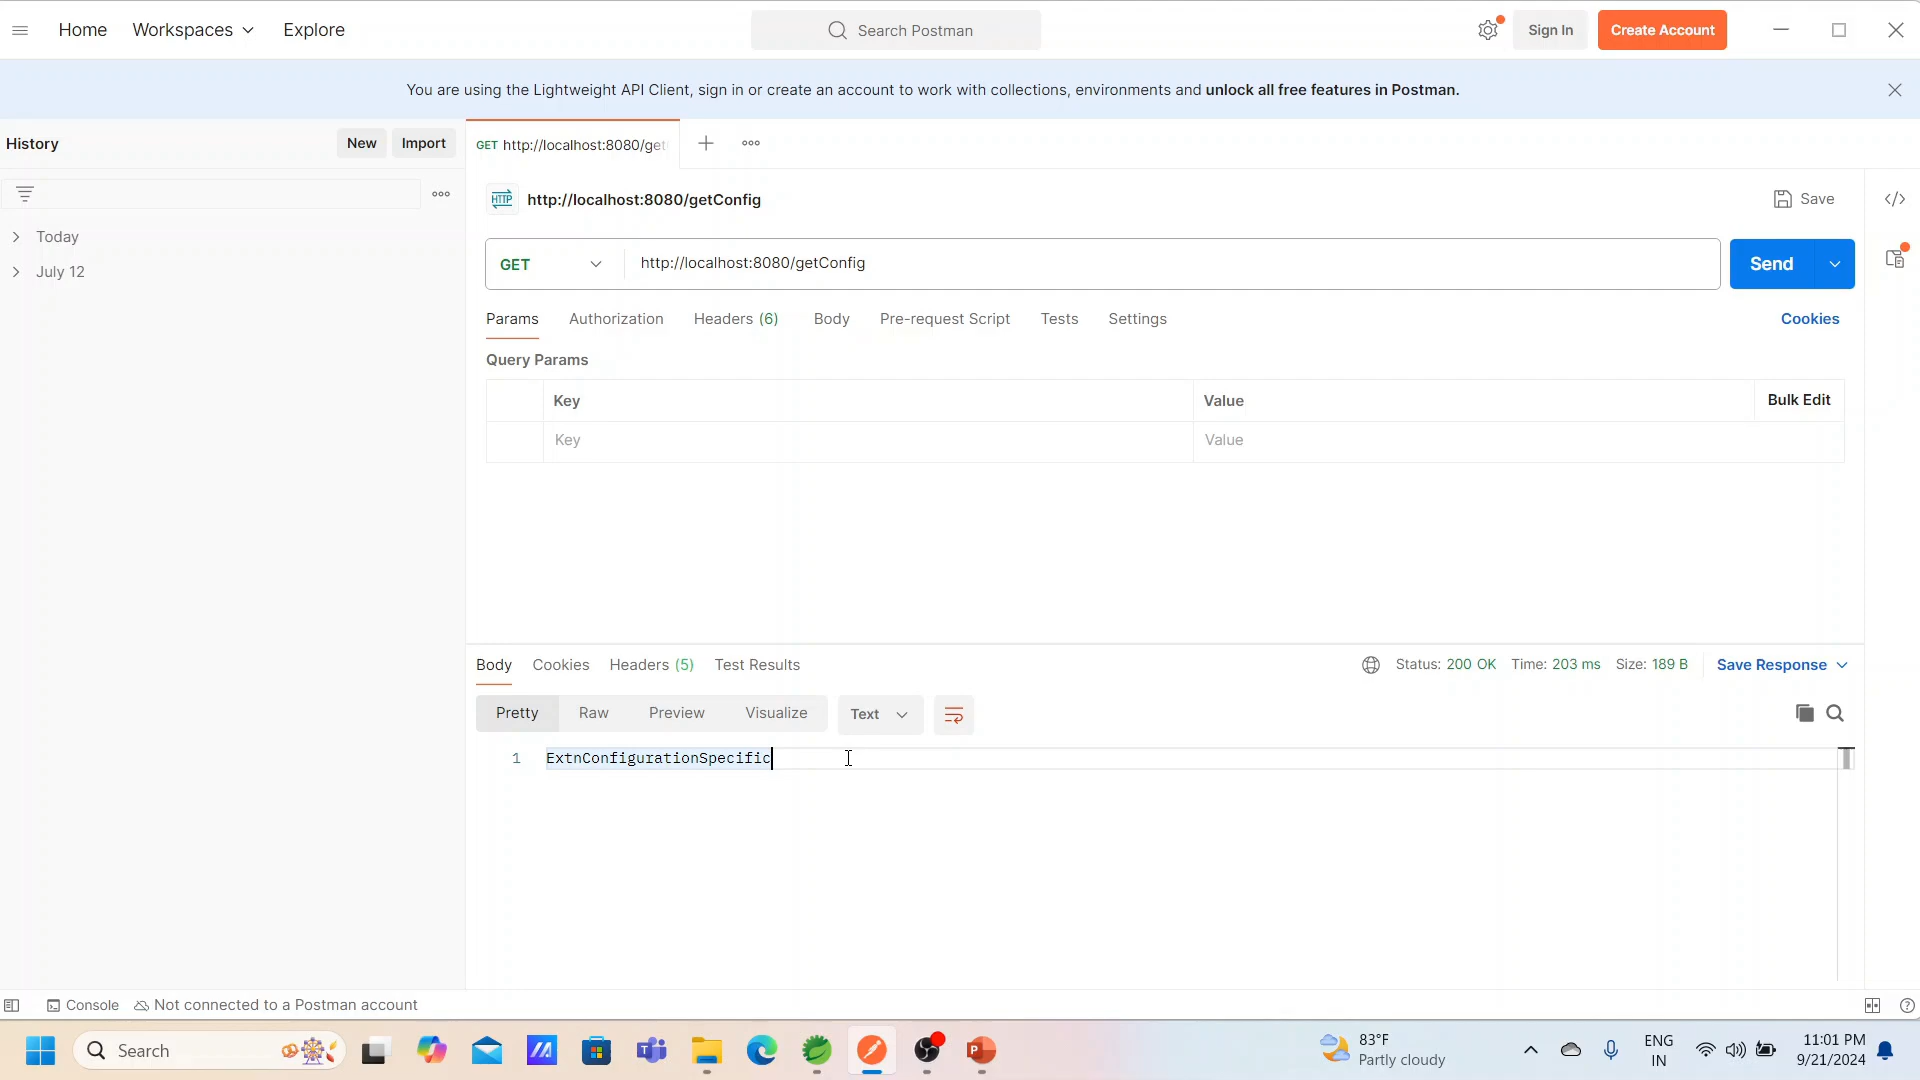 Home Workspaces Explore Search Postman Sign In Create Account
You are using the Lightweight API Client, sign in or create an account to work with collections, environments and unlock all free features in Postman.
History New Import GET http://localhost:8080/get
HTTP http://localhost:8080/getConfig Save
Today
July 12
GET http://localhost:8080/getConfig Send
Params Authorization Headers (6) Body Pre-request Script Tests Settings Cookies
Query Params
Key Value Bulk Edit
Key Value
Body Cookies Headers (5) Test Results Status: 200 OK Time: 203 ms Size: 189 B Save Response
Pretty Raw Preview Visualize Text
1 ExtnConfigurationSpecific
Console Not connected to a Postman account
Search 83°F ENG 11:01 PM
Partly cloudy IN 9/21/2024